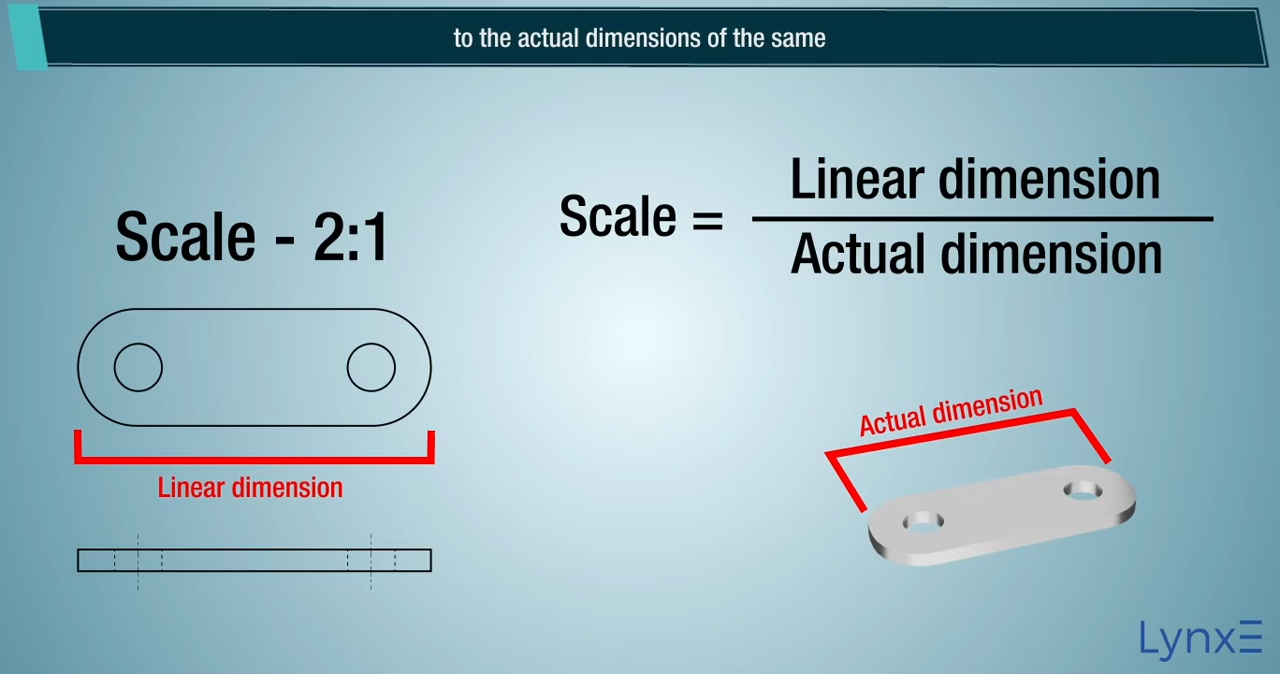 to the actual dimensions of the same
Scale - 2:1
Scale = Linear dimension
Actual dimension
Linear dimension
Actual dimension
LynxE